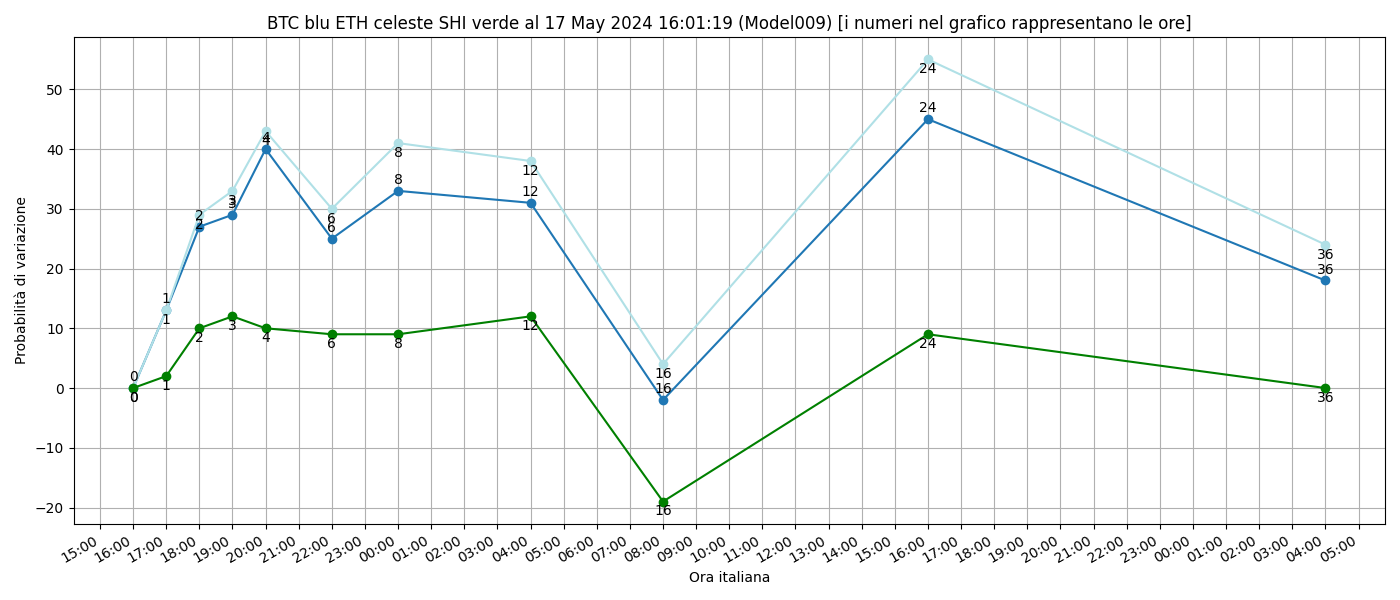 BTC blu ETH celeste SHI verde al 17 May 2024 16:01:19 (Model009) [i numeri nel grafico rappresentano le ore]
Probabilità di variazione
50
40
30
20
10
0
−10
−20
0 1 2 3 4 6 8 12 16 24 36
0 1 2 3 4 6 8 12 16 24 36
0 1 2 3 4 6 8 12 16 24 36
15:00 16:00 17:00 18:00 19:00 20:00 21:00 22:00 23:00 00:00 01:00 02:00 03:00 04:00 05:00 06:00 07:00 08:00 09:00 10:00 11:00 12:00 13:00 14:00 15:00 16:00 17:00 18:00 19:00 20:00 21:00 22:00 23:00 00:00 01:00 02:00 03:00 04:00 05:00
Ora italiana